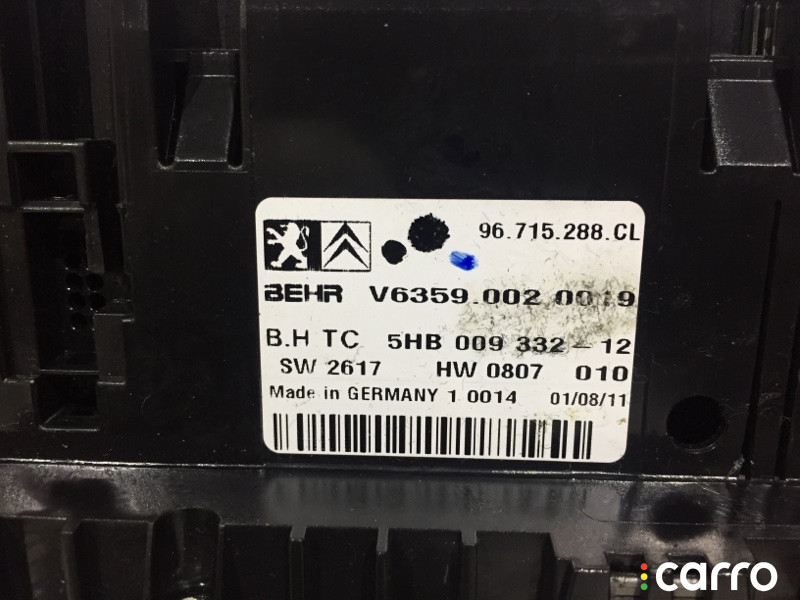 96.715.288.CL
BEHR V6359.002 0019
B.H TC 5HB 009 332-12
SW 2617 HW 0807 010
Made in GERMANY 1 0014 01/08/11
carro